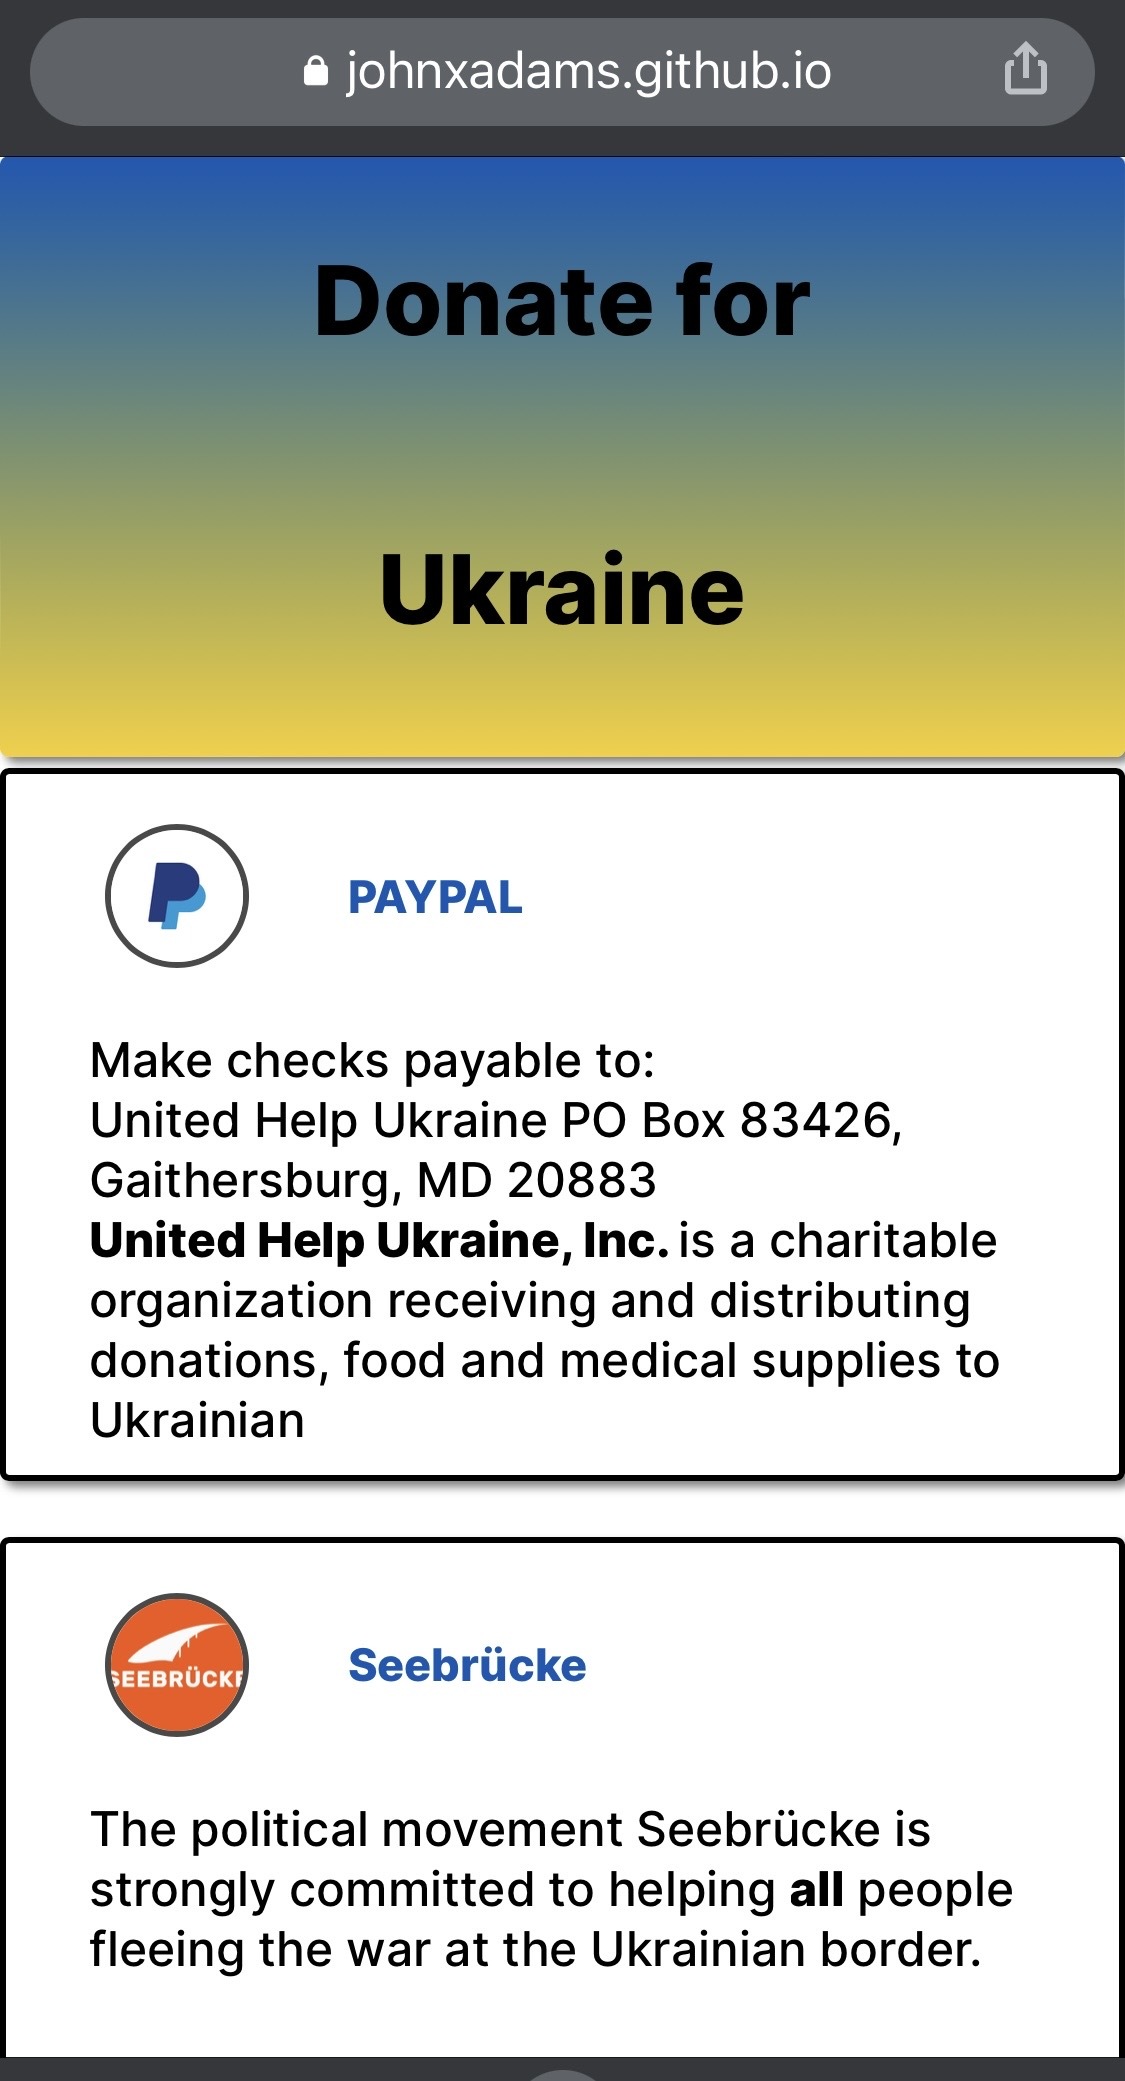 johnxadams.github.io
Donate for
Ukraine
PAYPAL
Make checks payable to:
United Help Ukraine PO Box 83426,
Gaithersburg, MD 20883
United Help Ukraine, Inc. is a charitable
organization receiving and distributing
donations, food and medical supplies to
Ukrainian
SEEBRÜCKE
Seebrücke
The political movement Seebrücke is
strongly committed to helping all people
fleeing the war at the Ukrainian border.